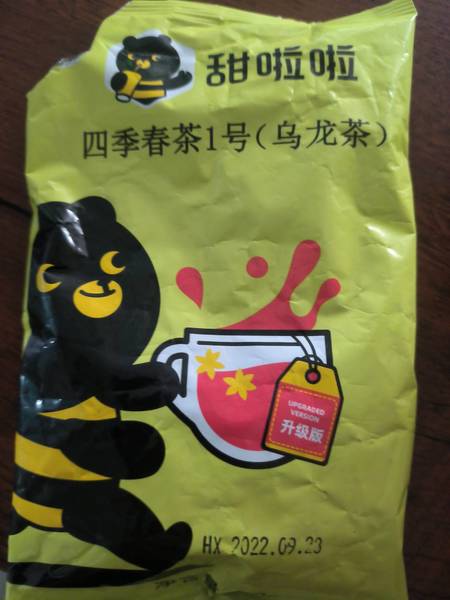 甜啦啦
四季春茶1号(乌龙茶)
UPGRADED
VERSION
升级版
HX 2022.09.23